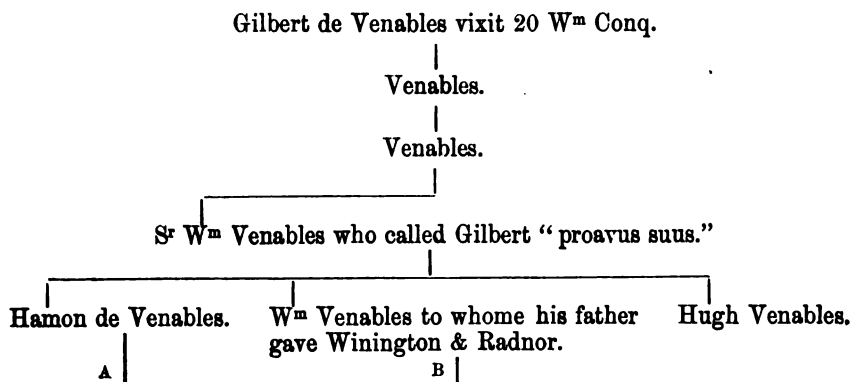 Gilbert de Venables vixit 20 Wᵐ Conq.
Venables.
Venables.
Sʳ Wᵐ Venables who called Gilbert “ proavus suus.”
Hamon de Venables.
Wᵐ Venables to whome his father
gave Winington & Radnor.
Hugh Venables.
A
B